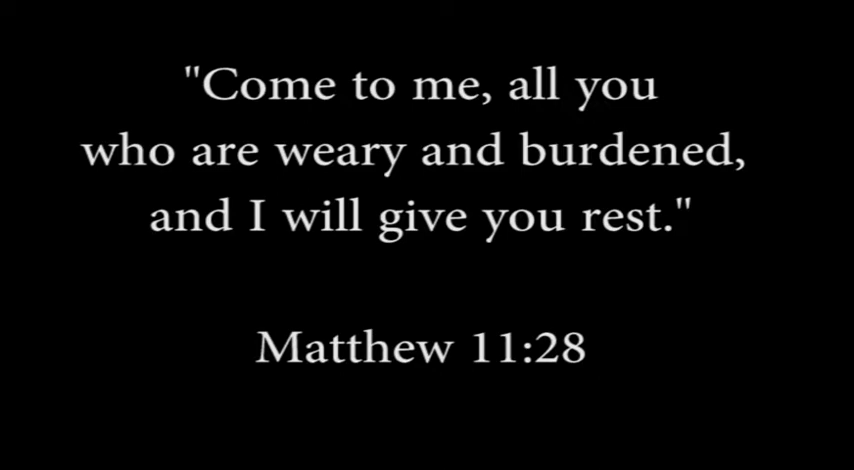 "Come to me, all you
who are weary and burdened,
and I will give you rest."
Matthew 11:28